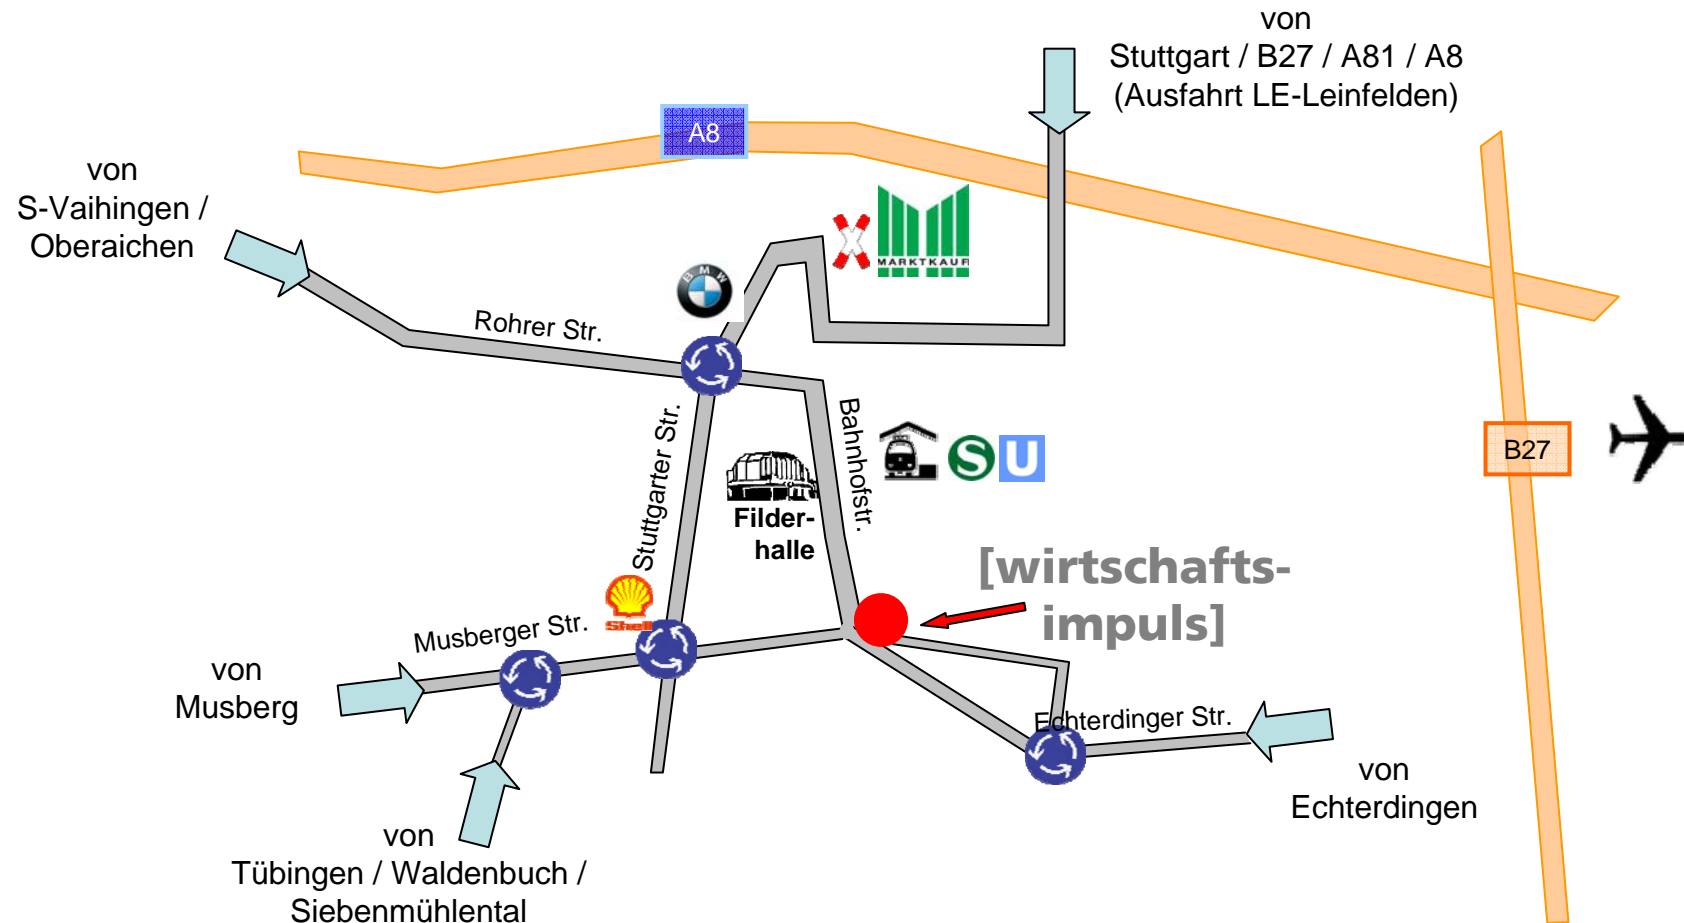 von
Stuttgart / B27 / A81 / A8
(Ausfahrt LE-Leinfelden)
A8
von
S-Vaihingen /
Oberaichen
MARKTKAUF
BMW
Rohrer Str.
Stuttgarter Str.
Bahnhofstr.
S
U
B27
Filder-
halle
[wirtschafts-
impuls]
Shell
Musberger Str.
von
Musberg
Echterdinger Str.
von
Echterdingen
von
Tübingen / Waldenbuch /
Siebenmühlental